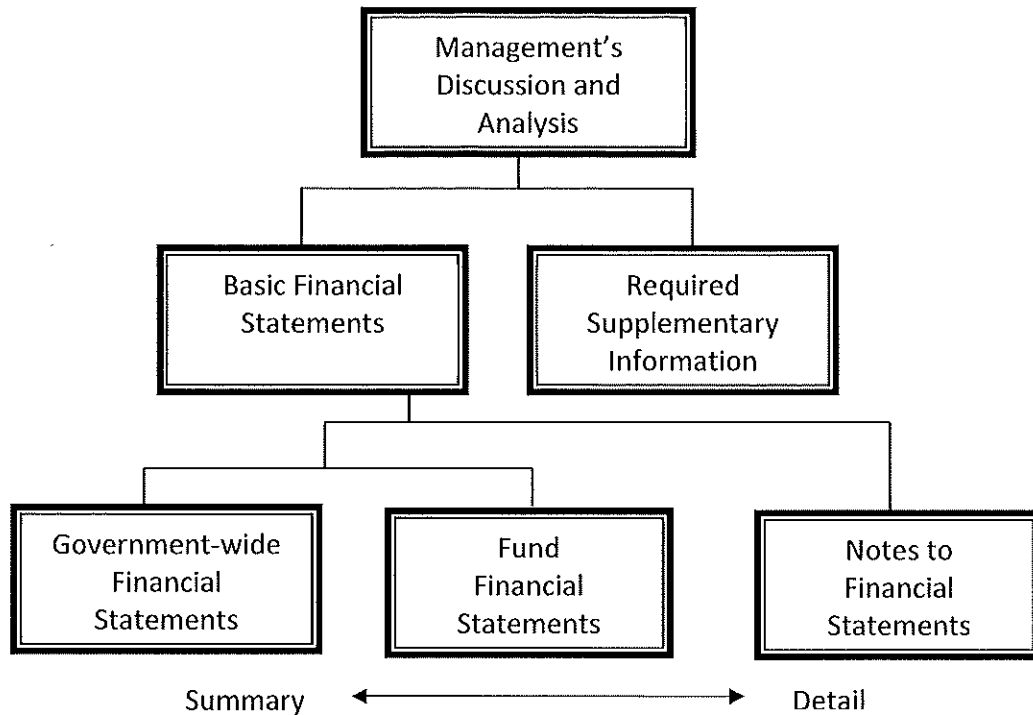 Management’s
Discussion and
Analysis
Basic Financial
Statements
Required
Supplementary
Information
Government-wide
Financial
Statements
Fund
Financial
Statements
Notes to
Financial
Statements
Summary
Detail